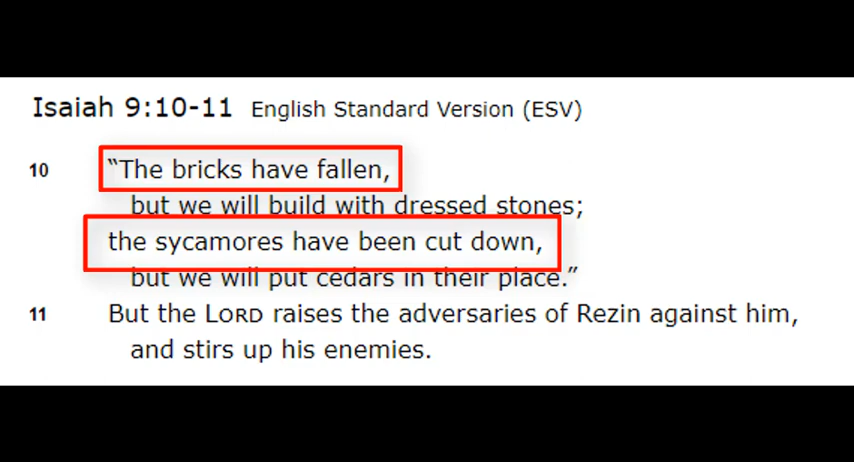 Isaiah 9:10-11 English Standard Version (ESV)
10 “The bricks have fallen,
but we will build with dressed stones;
the sycamores have been cut down,
but we will put cedars in their place.”
11 But the LORD raises the adversaries of Rezin against him,
and stirs up his enemies.